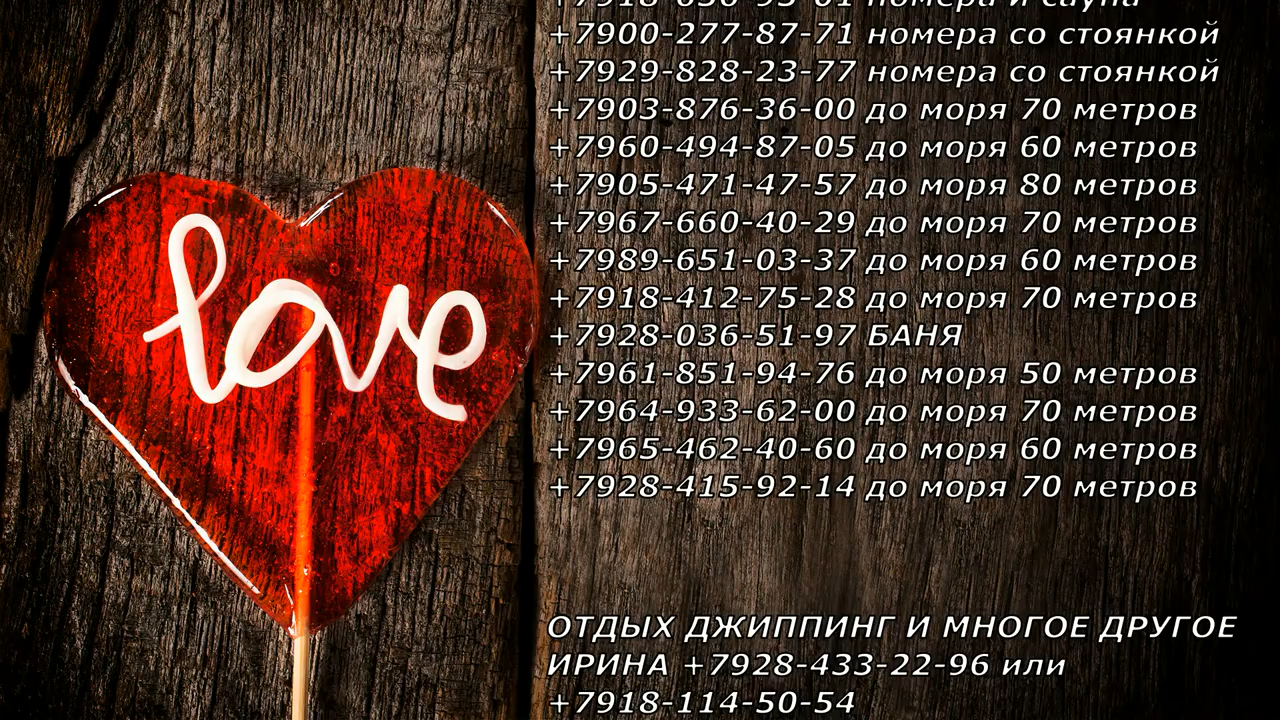 love
номера и сауна
+7900-277-87-71 номера со стоянкой
+7929-828-23-77 номера со стоянкой
+7903-876-36-00 до моря 70 метров
+7960-494-87-05 до моря 60 метров
+7905-471-47-57 до моря 80 метров
+7967-660-40-29 до моря 70 метров
+7989-651-03-37 до моря 60 метров
+7918-412-75-28 до моря 70 метров
+7928-036-51-97 БАНЯ
+7961-851-94-76 до моря 50 метров
+7964-933-62-00 до моря 70 метров
+7965-462-40-60 до моря 60 метров
+7928-415-92-14 до моря 70 метров
ОТДЫХ ДЖИППИНГ И МНОГОЕ ДРУГОЕ
ИРИНА +7928-433-22-96 или
+7918-114-50-54